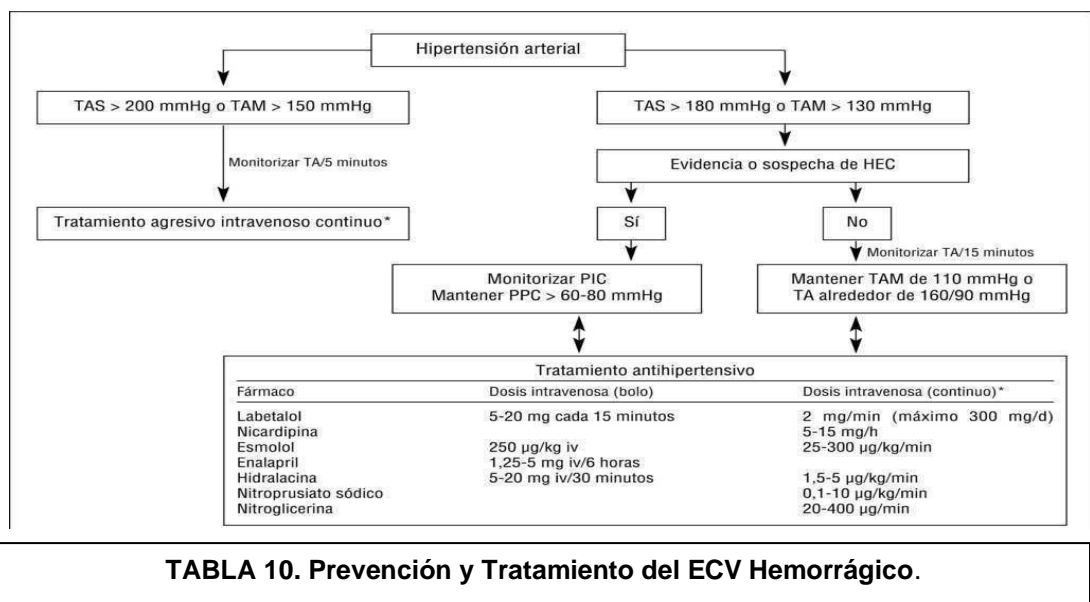 Hipertensión arterial
TAS > 200 mmHg o TAM > 150 mmHg
TAS > 180 mmHg o TAM > 130 mmHg
Monitorizar TA/5 minutos
Evidencia o sospecha de HEC
Tratamiento agresivo intravenoso continuo*
Sí
No
Monitorizar TA/15 minutos
Monitorizar PIC
Mantener PPC > 60-80 mmHg
Mantener TAM de 110 mmHg o
TA alrededor de 160/90 mmHg
Tratamiento antihipertensivo
Fármaco Dosis intravenosa (bolo) Dosis intravenosa (continuo)*
Labetalol 5-20 mg cada 15 minutos 2 mg/min (máximo 300 mg/d)
Nicardipina 5-15 mg/h
Esmolol 250 µg/kg iv 25-300 µg/kg/min
Enalapril 1,25-5 mg iv/6 horas
Hidralacina 5-20 mg iv/30 minutos 1,5-5 µg/kg/min
Nitroprusiato sódico 0,1-10 µg/kg/min
Nitroglicerina 20-400 µg/min
TABLA 10. Prevención y Tratamiento del ECV Hemorrágico.